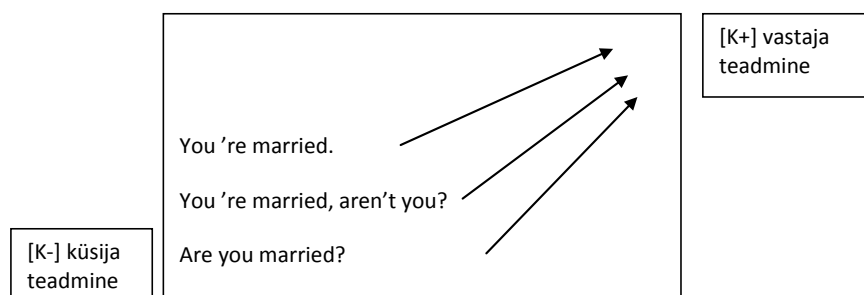 [K+] vastaja
teadmine
You 're married.
You 're married, aren't you?
Are you married?
[K-] küsija
teadmine